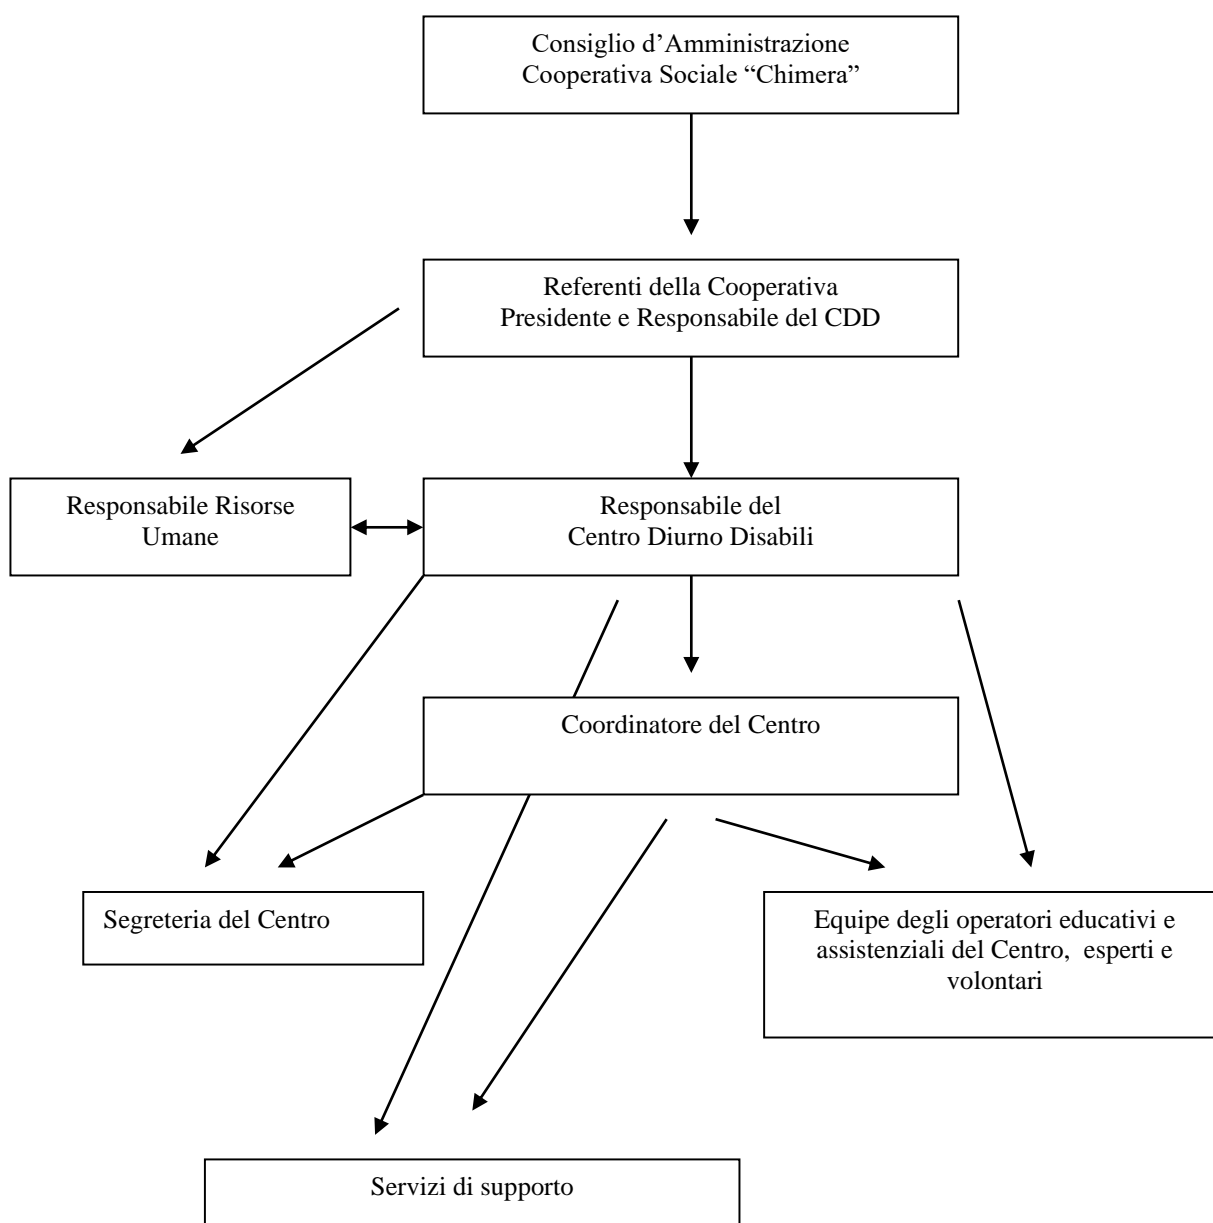 Consiglio d’Amministrazione
Cooperativa Sociale “Chimera”
Referenti della Cooperativa
Presidente e Responsabile del CDD
Responsabile Risorse
Umane
Responsabile del
Centro Diurno Disabili
Coordinatore del Centro
Segreteria del Centro
Equipe degli operatori educativi e
assistenziali del Centro,  esperti e
volontari
Servizi di supporto